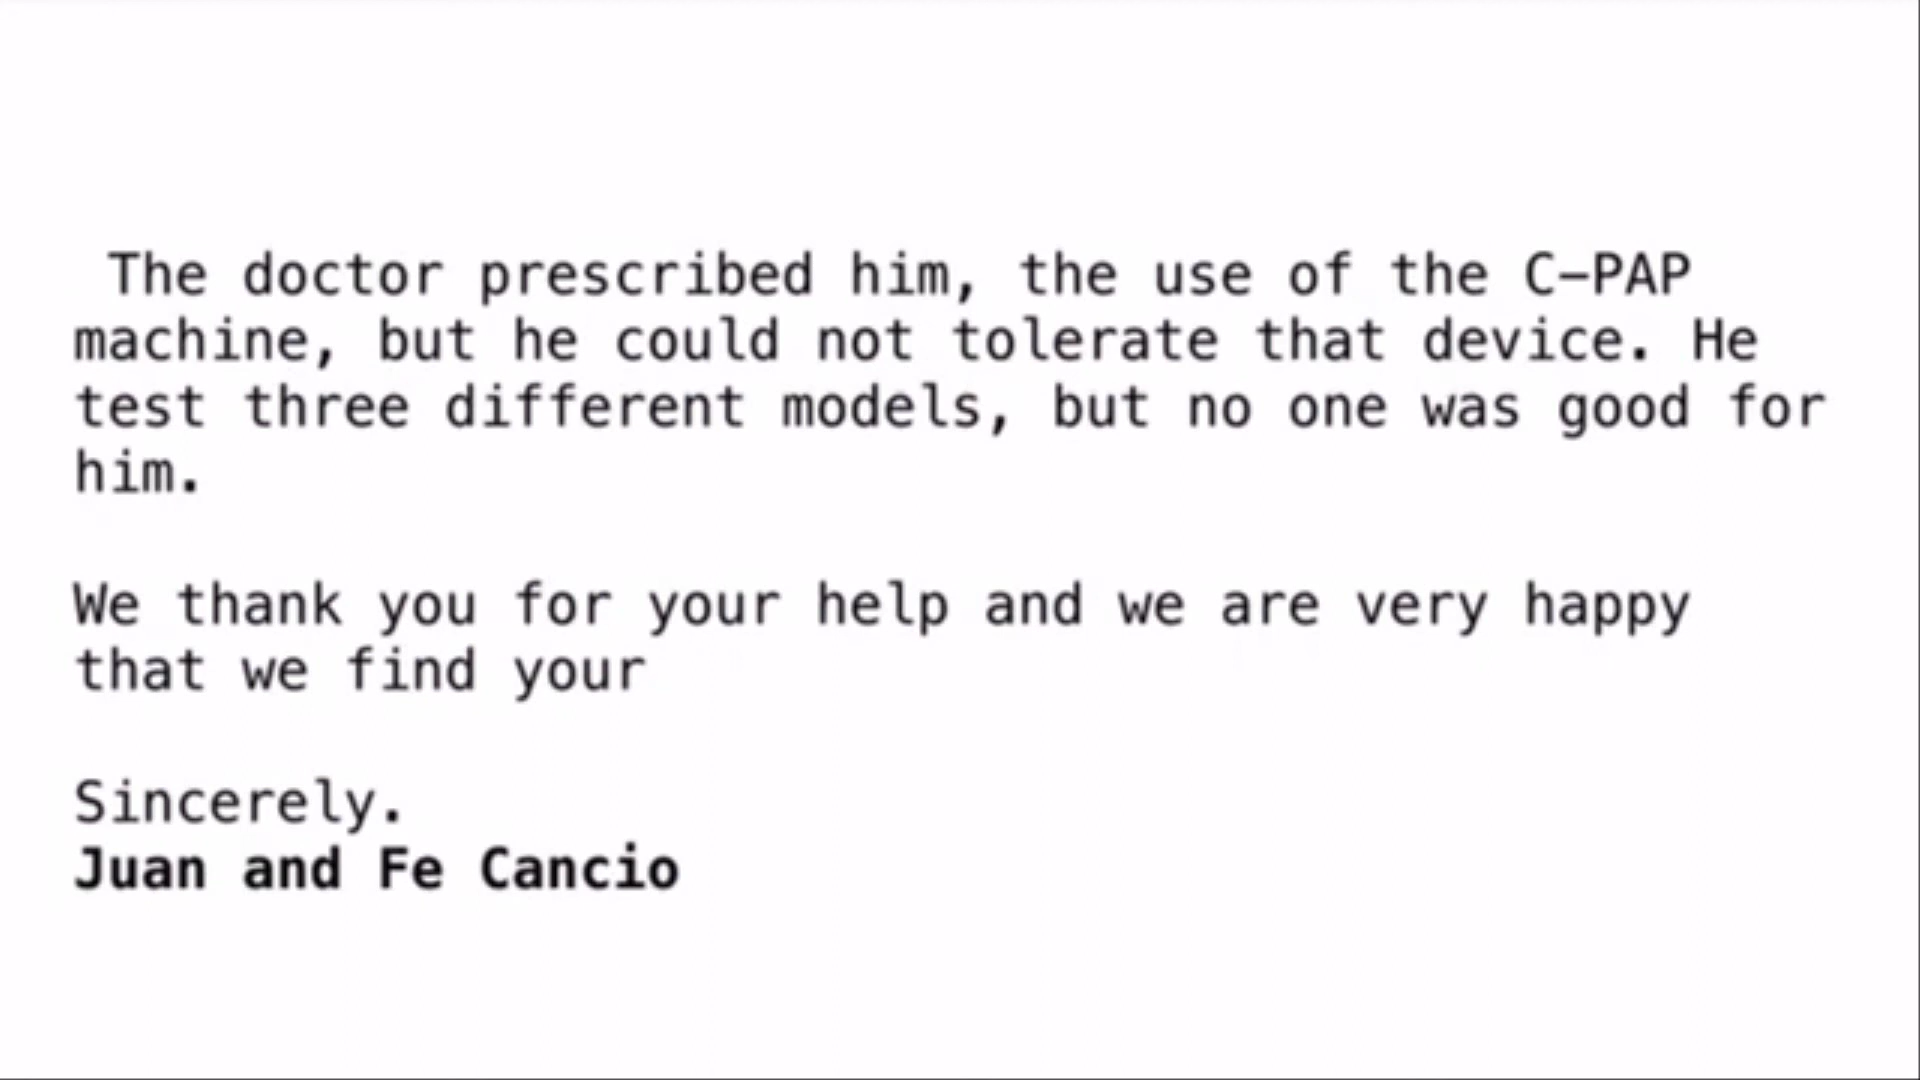 The doctor prescribed him, the use of the C-PAP
machine, but he could not tolerate that device. He
test three different models, but no one was good for
him.
We thank you for your help and we are very happy
that we find your
Sincerely.
Juan and Fe Cancio